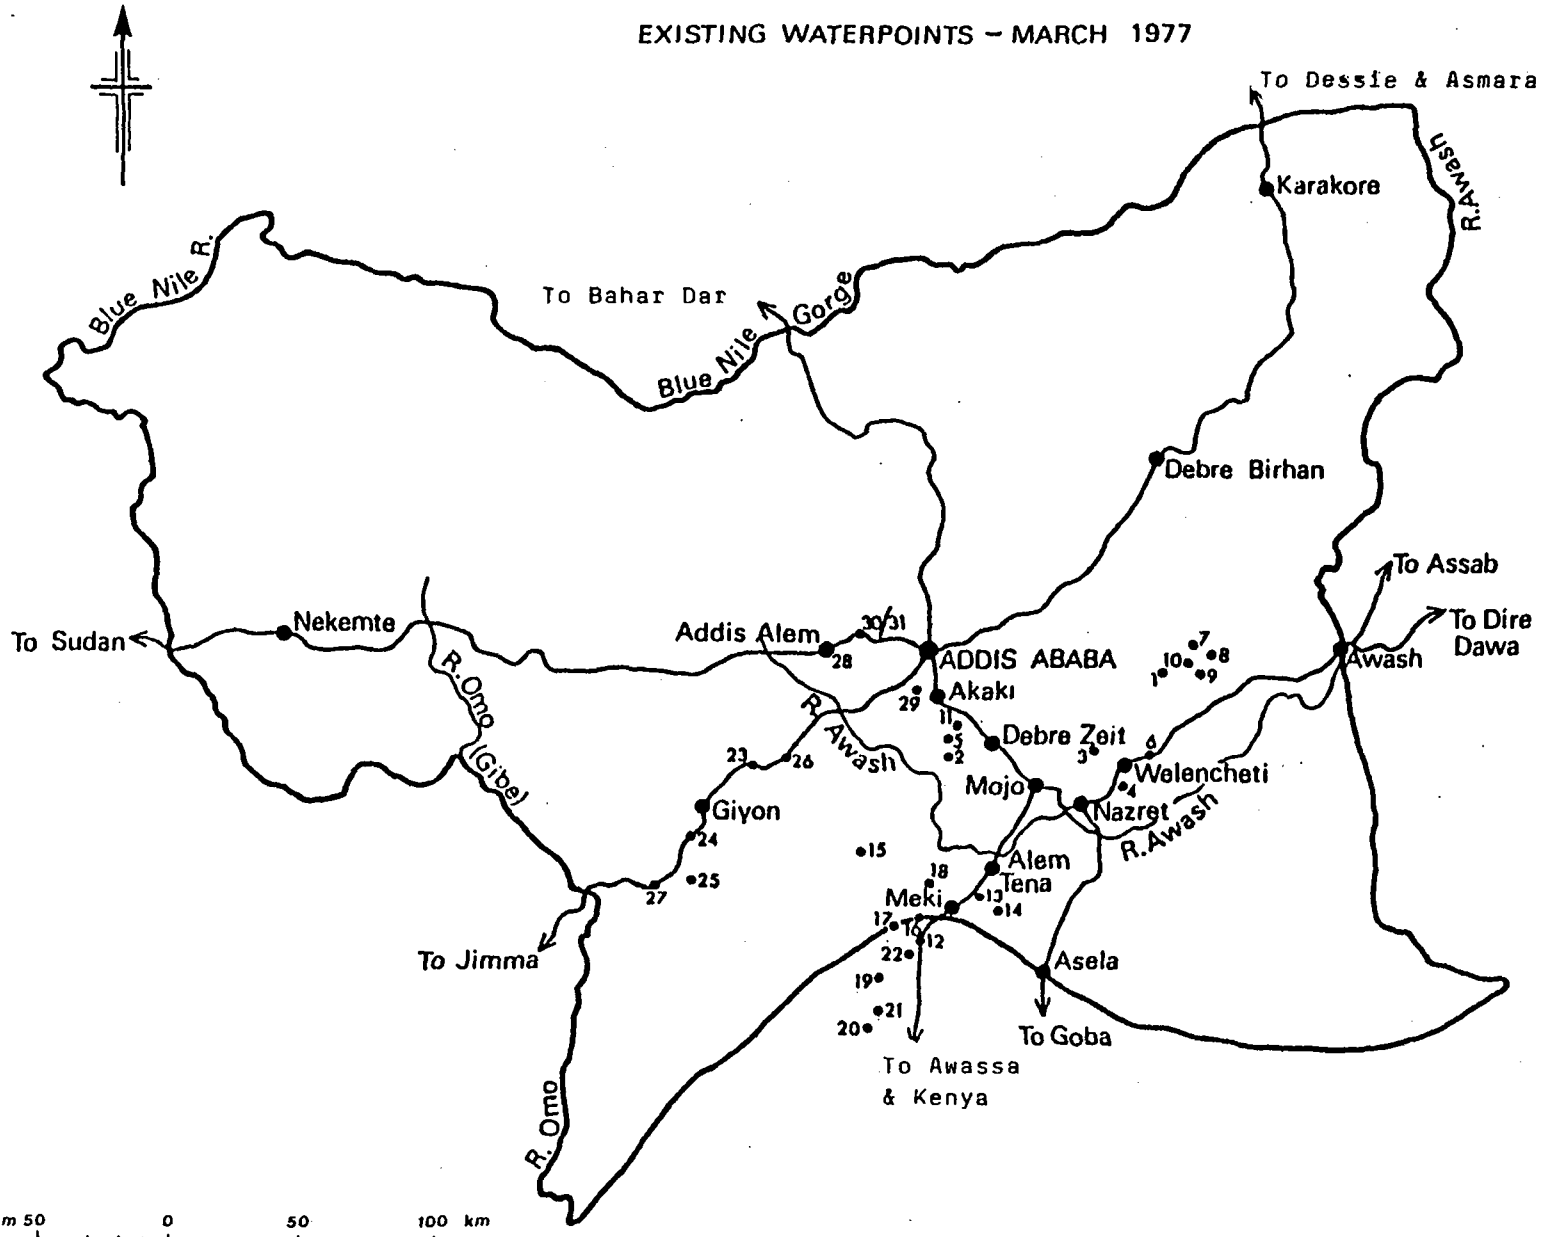 EXISTING WATERPOINTS – MARCH 1977
To Dessie & Asmara
R.Awash
Karakore
Blue Nile R.
To Bahar Dar
Blue Nile Gorge
Debre Birhan
To Assab
To Dire
Dawa
Awash
To Sudan
Nekemte
Addis Alem
30/31
28
ADDIS ABABA
7
10
8
1
9
R.Omo
(Gibe)
29
Akaki
R. Awash
11
5
2
Debre Zeit
3
6
23
26
Welencheti
4
Mojo
Nazret
R.Awash
Giyon
24
15
25
27
18
Alem
Tena
Meki
13
14
17
16
12
22
To Jimma
Asela
19
21
20
To Goba
To Awassa
& Kenya
R. Omo
m 50 0 50 100 km